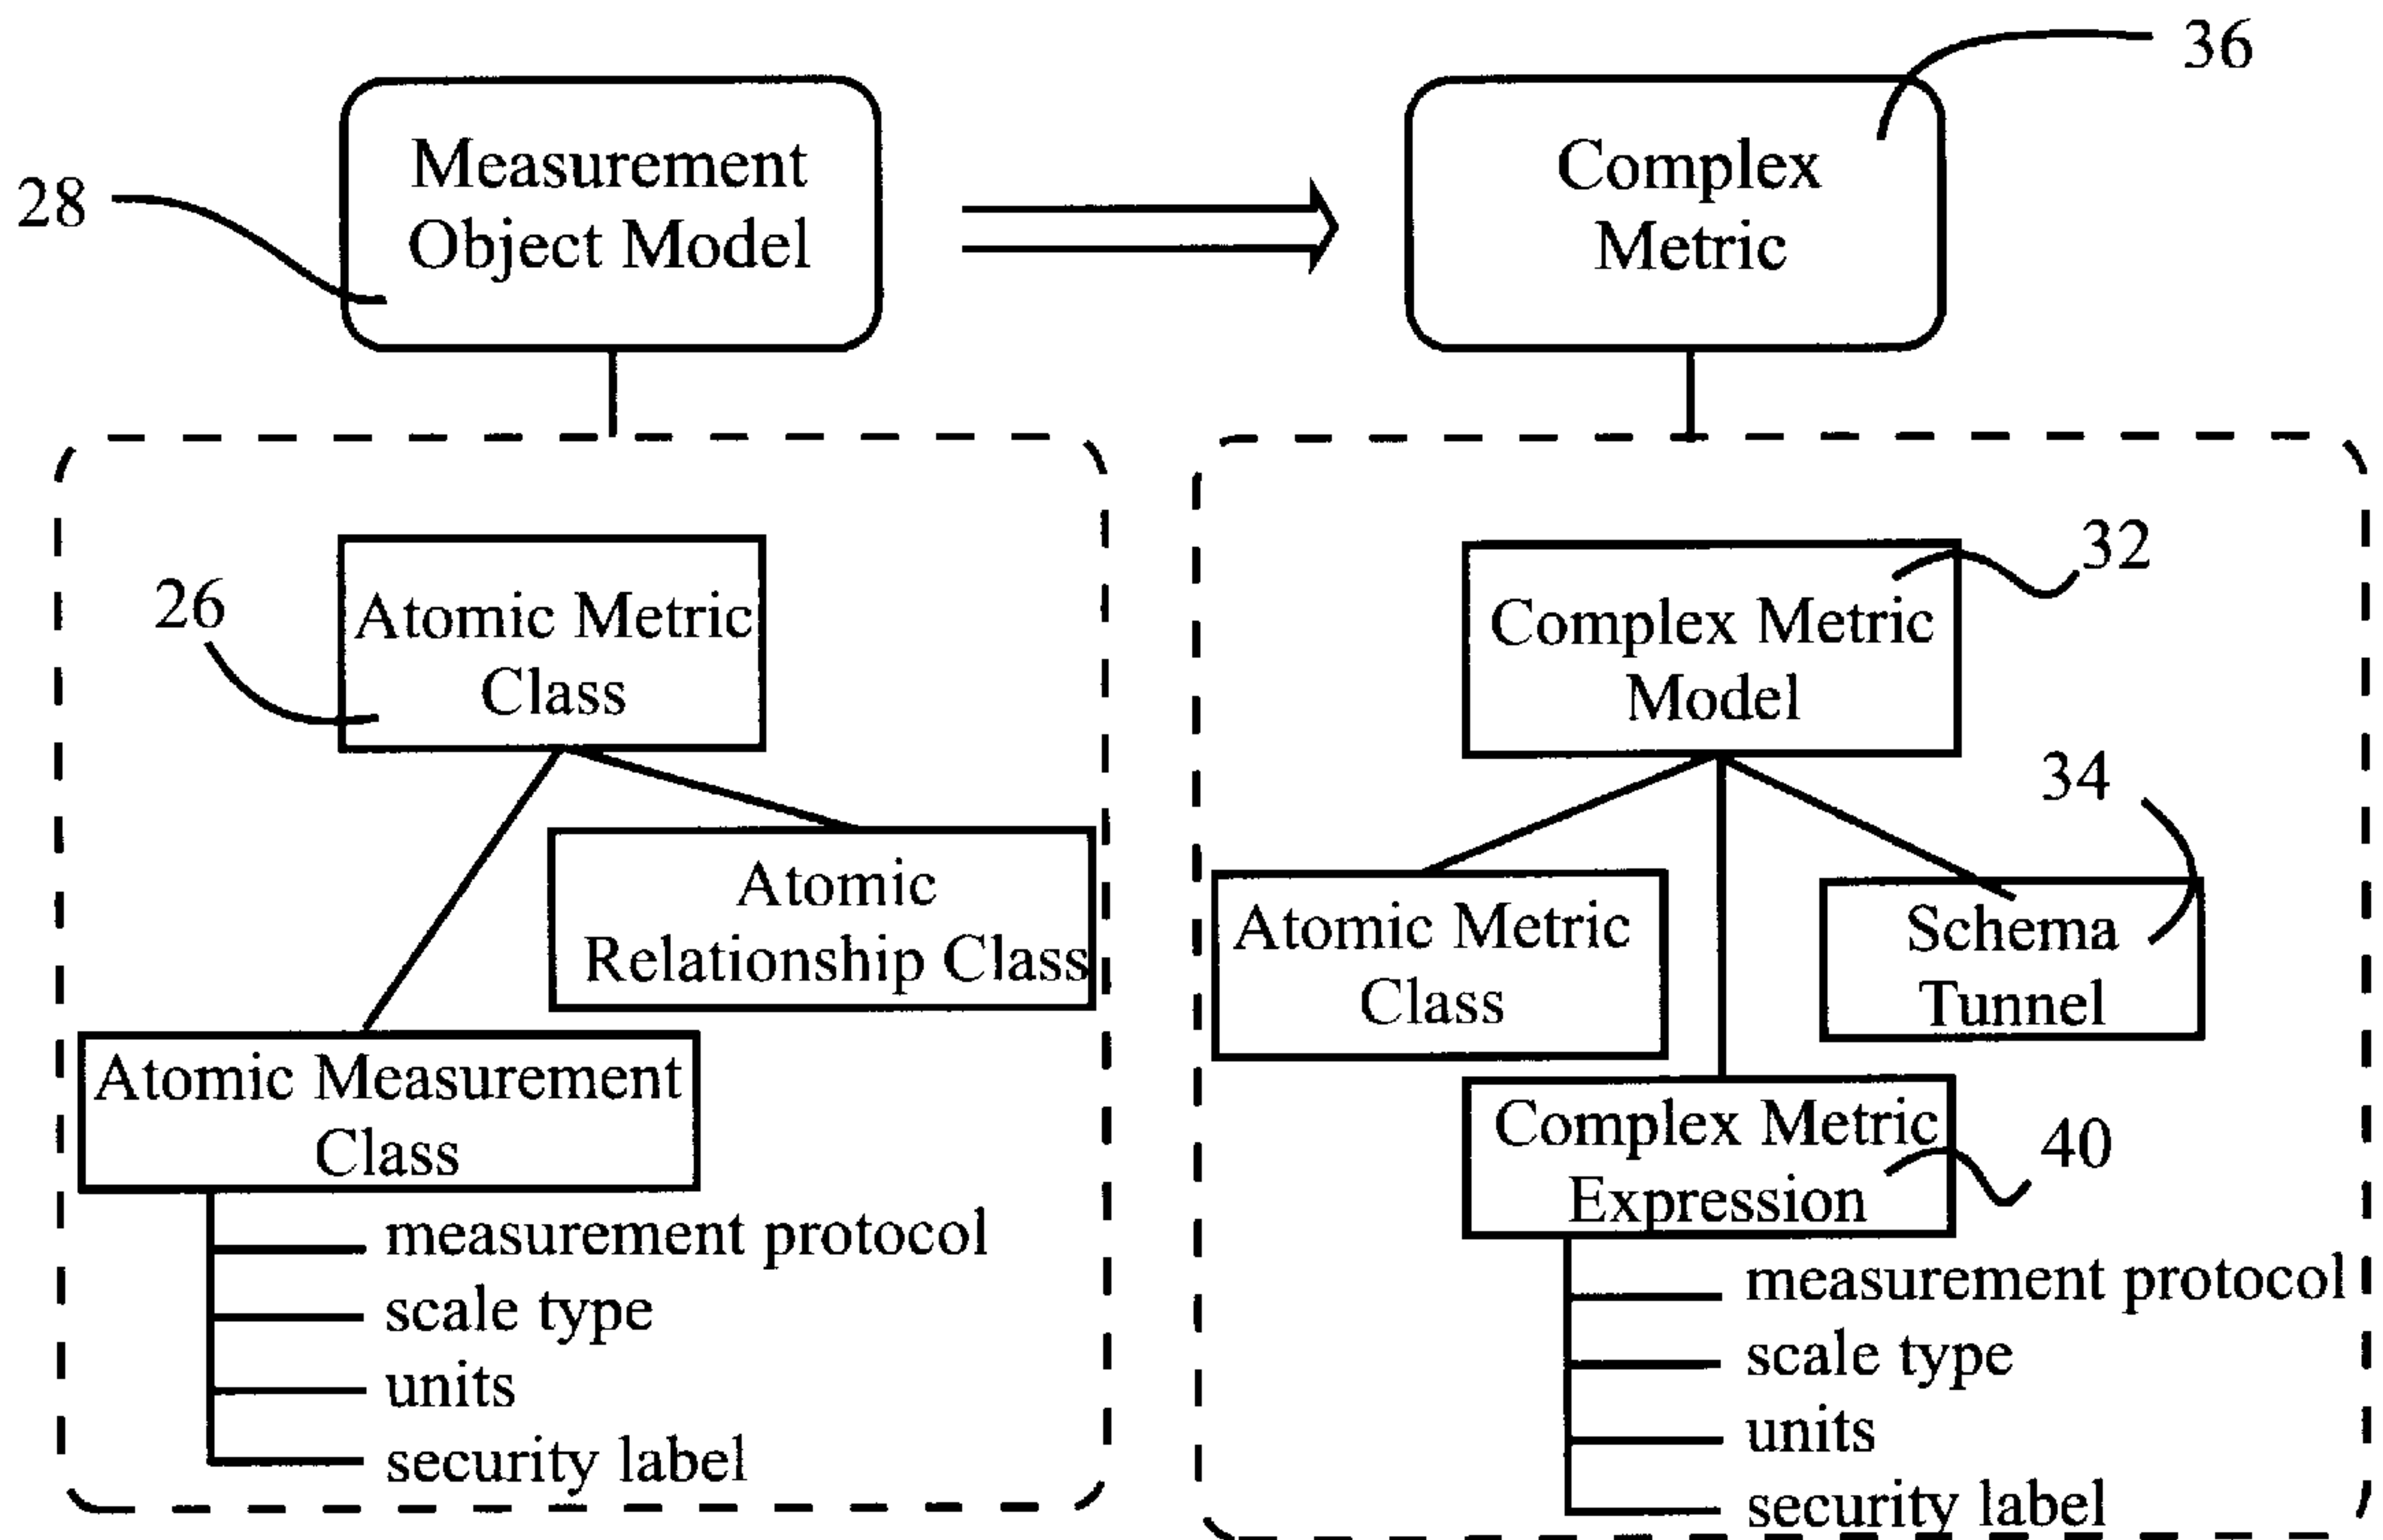 36
Measurement
Object Model
28
Complex
Metric
26
Atomic Metric
Class
Atomic
Relationship Class
Atomic Measurement
Class
measurement protocol
scale type
units
security label
32
Complex Metric
Model
34
Atomic Metric
Class
Schema
Tunnel
Complex Metric
Expression
40
measurement protocol
scale type
units
security label